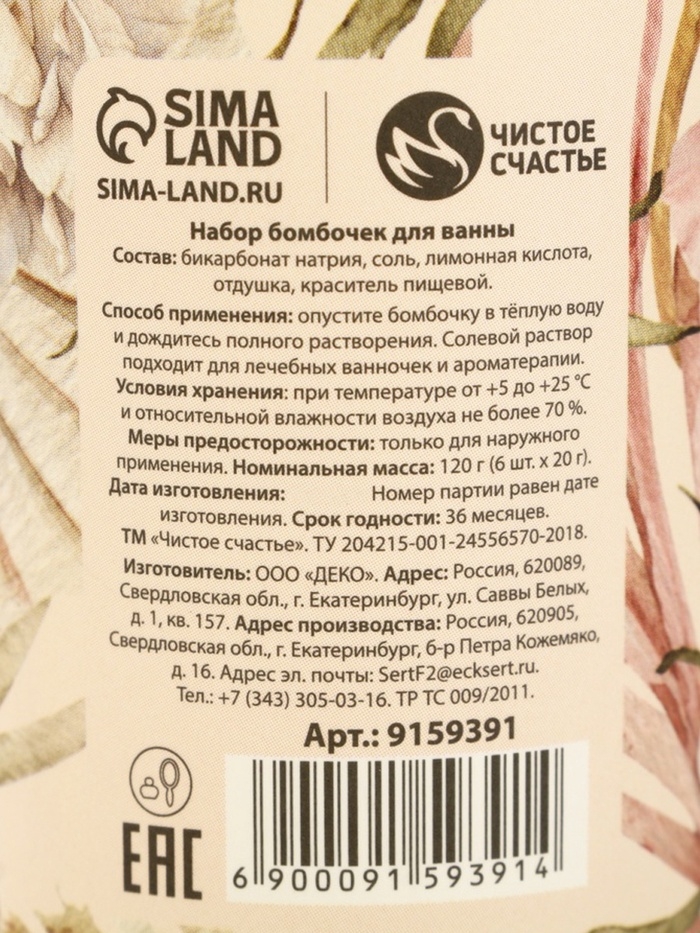 SIMA
LAND
SIMA-LAND.RU
ЧИСТОЕ
СЧАСТЬЕ
Набор бомбочек для ванны
Состав: бикарбонат натрия, соль, лимонная кислота,
отдушка, краситель пищевой.
Способ применения: опустите бомбочку в тёплую воду
и дождитесь полного растворения. Солевой раствор
подходит для лечебных ванночек и ароматерапии.
Условия хранения: при температуре от +5 до +25 °C
и относительной влажности воздуха не более 70 %.
Меры предосторожности: только для наружного
применения. Номинальная масса: 120 г (6 шт. х 20 г).
Дата изготовления: Номер партии равен дате
изготовления. Срок годности: 36 месяцев.
ТМ «Чистое счастье». ТУ 204215-001-24556570-2018.
Изготовитель: ООО «ДЕКО». Адрес: Россия, 620089,
Свердловская обл., г. Екатеринбург, ул. Саввы Белых,
д. 1, кв. 157. Адрес производства: Россия, 620905,
Свердловская обл., г. Екатеринбург, б-р Петра Кожемяко,
д. 16. Адрес эл. почты: SertF2@ecksert.ru.
Тел.: +7 (343) 305-03-16. ТР ТС 009/2011.
Арт.: 9159391
EAC
6 900091 593914